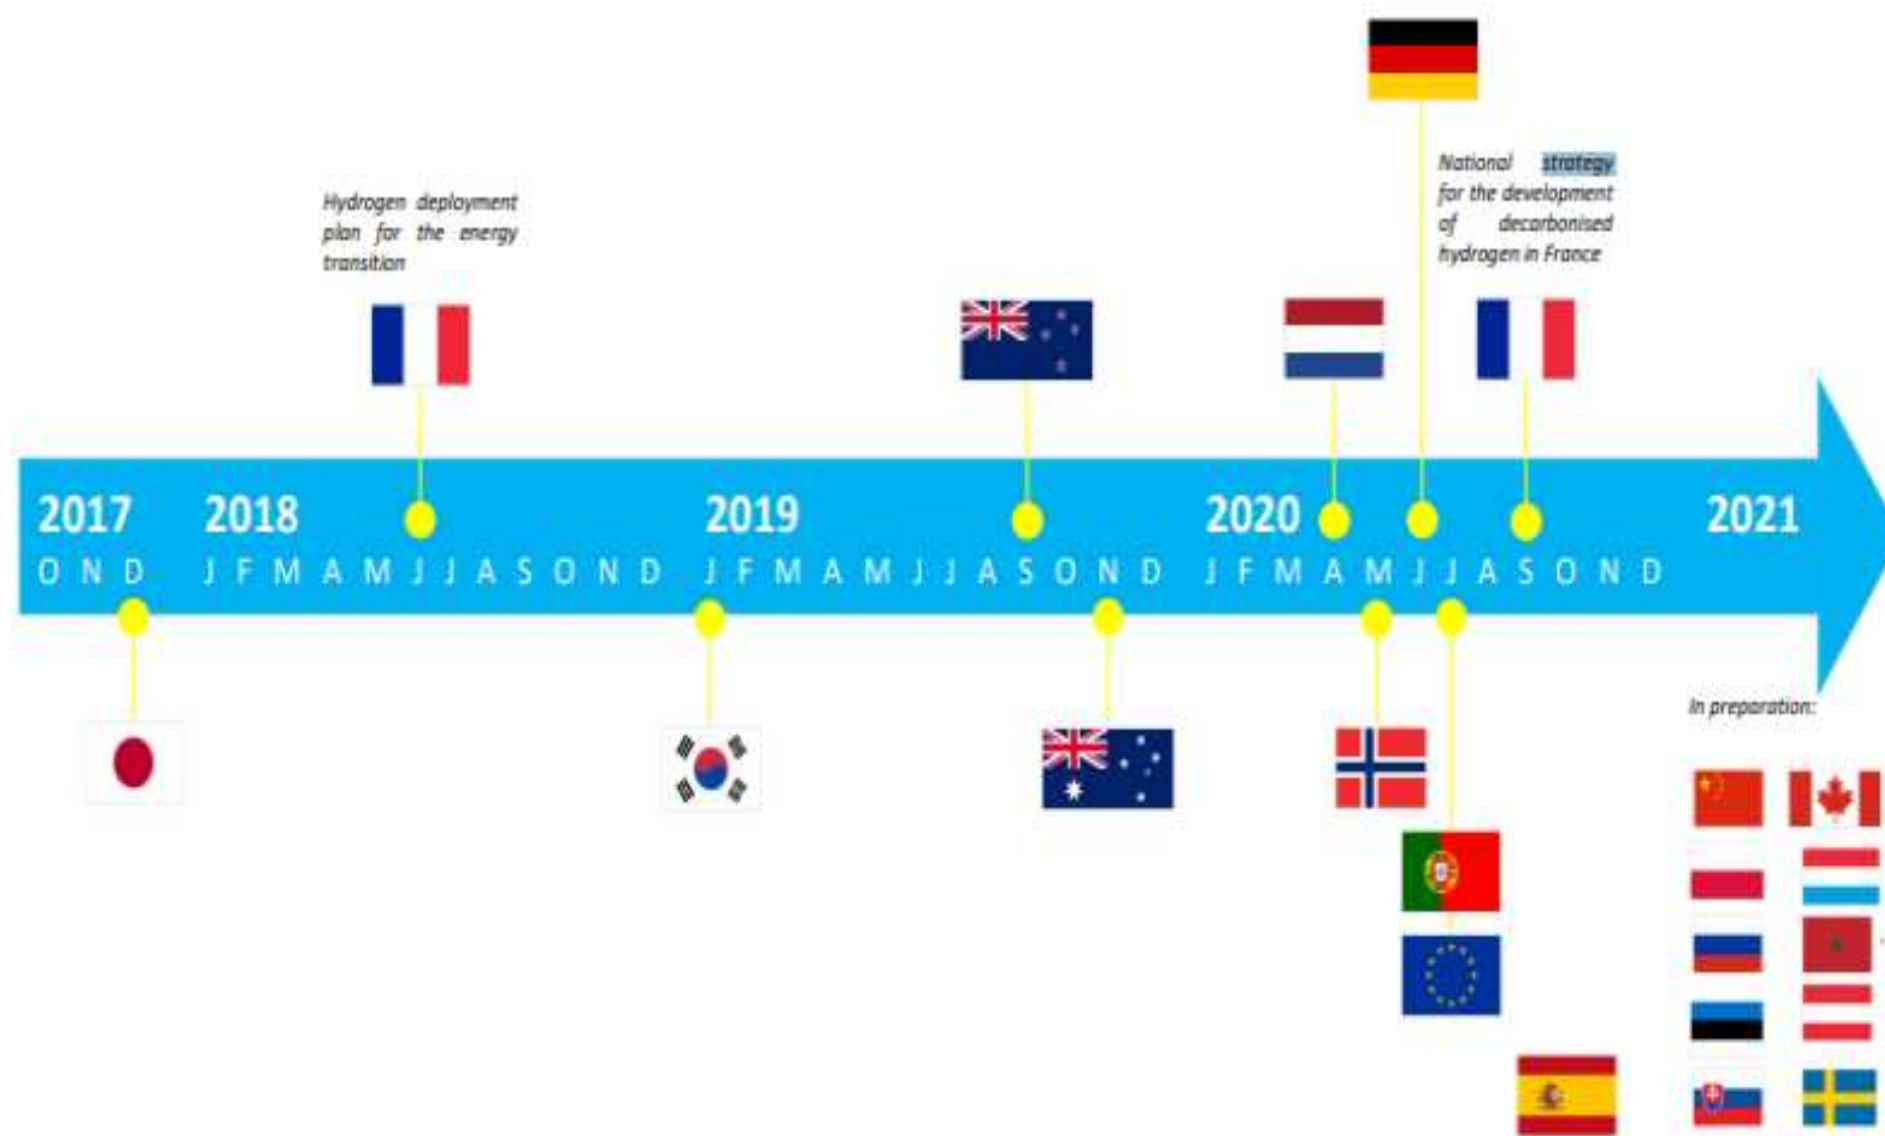 National strategy
for the development
of decarbonised
hydrogen in France
Hydrogen deployment
plan for the energy
transition
2017 2018 2019 2020 2021
O N D J F M A M J J A S O N D J F M A M J J A S O N D J F M A M J J A S O N D
In preparation: